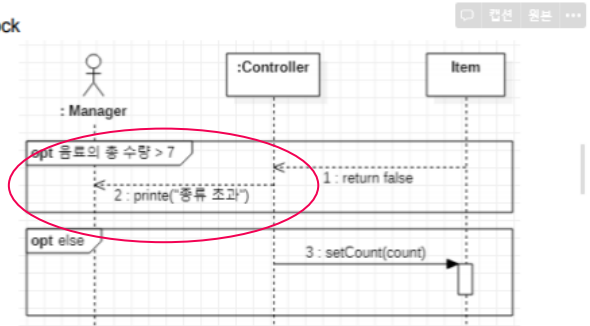 ock
캡션 원본
:Controller
Item
: Manager
opt 음료의 총 수량 > 7
1 : return false
2 : printe("종류 초과")
opt else
3 : setCount(count)